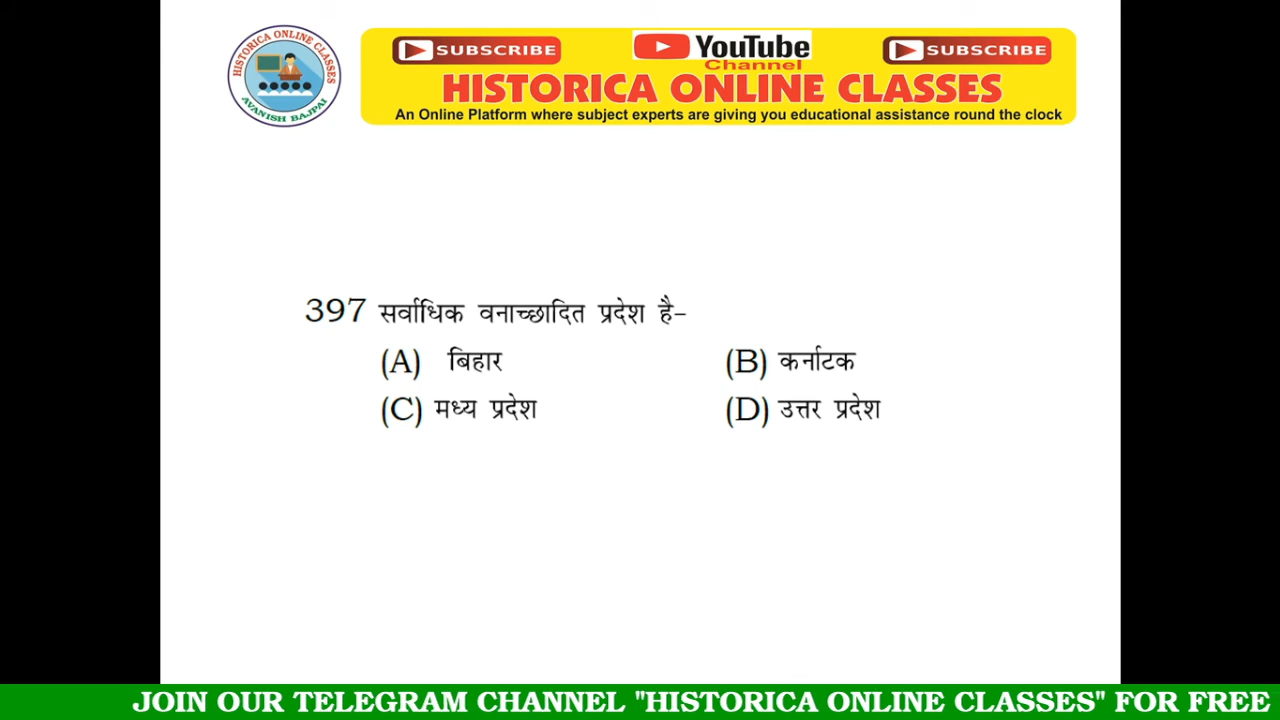 HISTORICA ONLINE CLASSES
AVANISH BAJPAI
SUBSCRIBE
YouTube
SUBSCRIBE
Channel
HISTORICA ONLINE CLASSES
An Online Platform where subject experts are giving you educational assistance round the clock
397 सर्वाधिक वनाच्छादित प्रदेश है-
(A) बिहार (B) कर्नाटक
(C) मध्य प्रदेश (D) उत्तर प्रदेश
JOIN OUR TELEGRAM CHANNEL "HISTORICA ONLINE CLASSES" FOR FREE